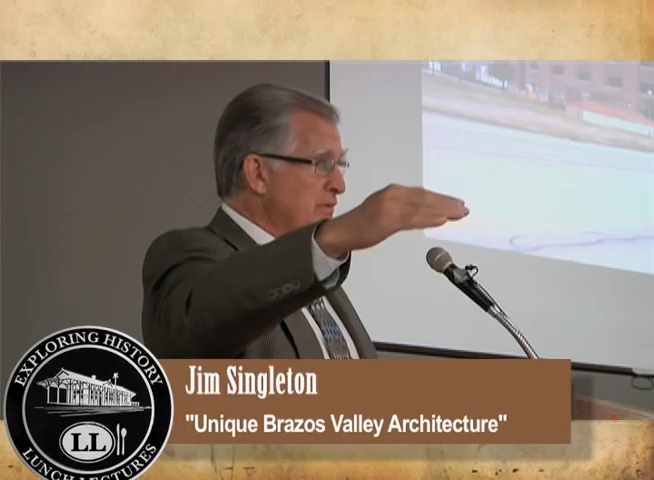 Jim Singleton
"Unique Brazos Valley Architecture"
EXPLORING HISTORY
LL
LUNCH LECTURES